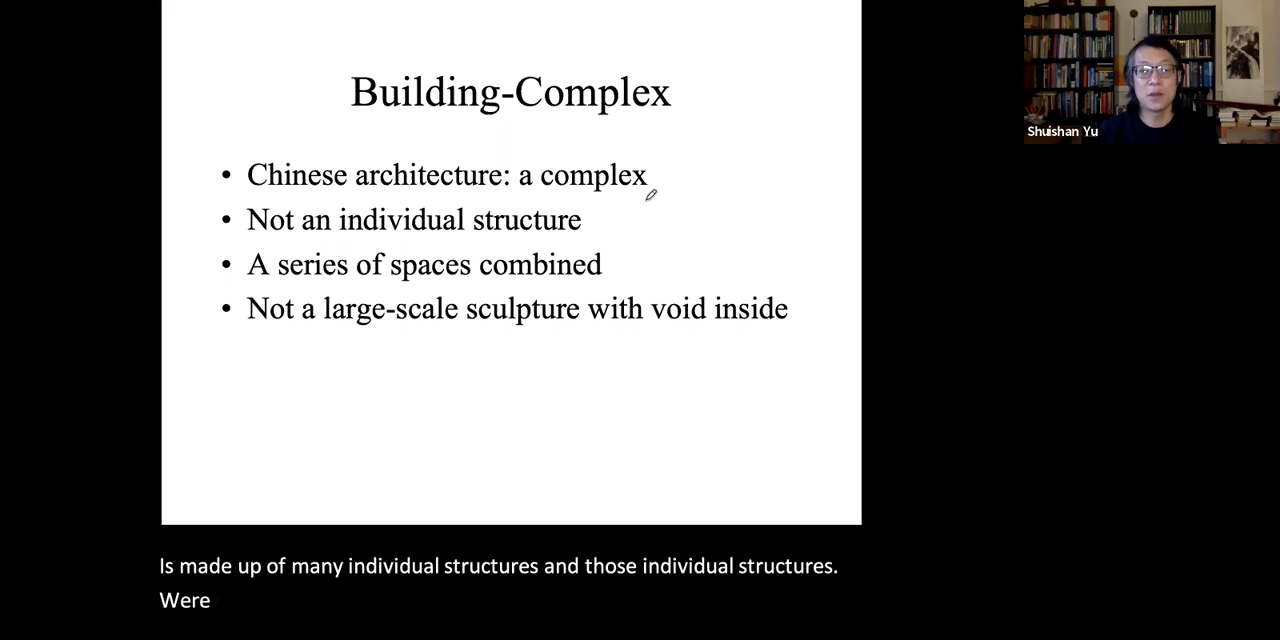 Building-Complex
• Chinese architecture: a complex
• Not an individual structure
• A series of spaces combined
• Not a large-scale sculpture with void inside
Shuishan Yu
Is made up of many individual structures and those individual structures.
Were